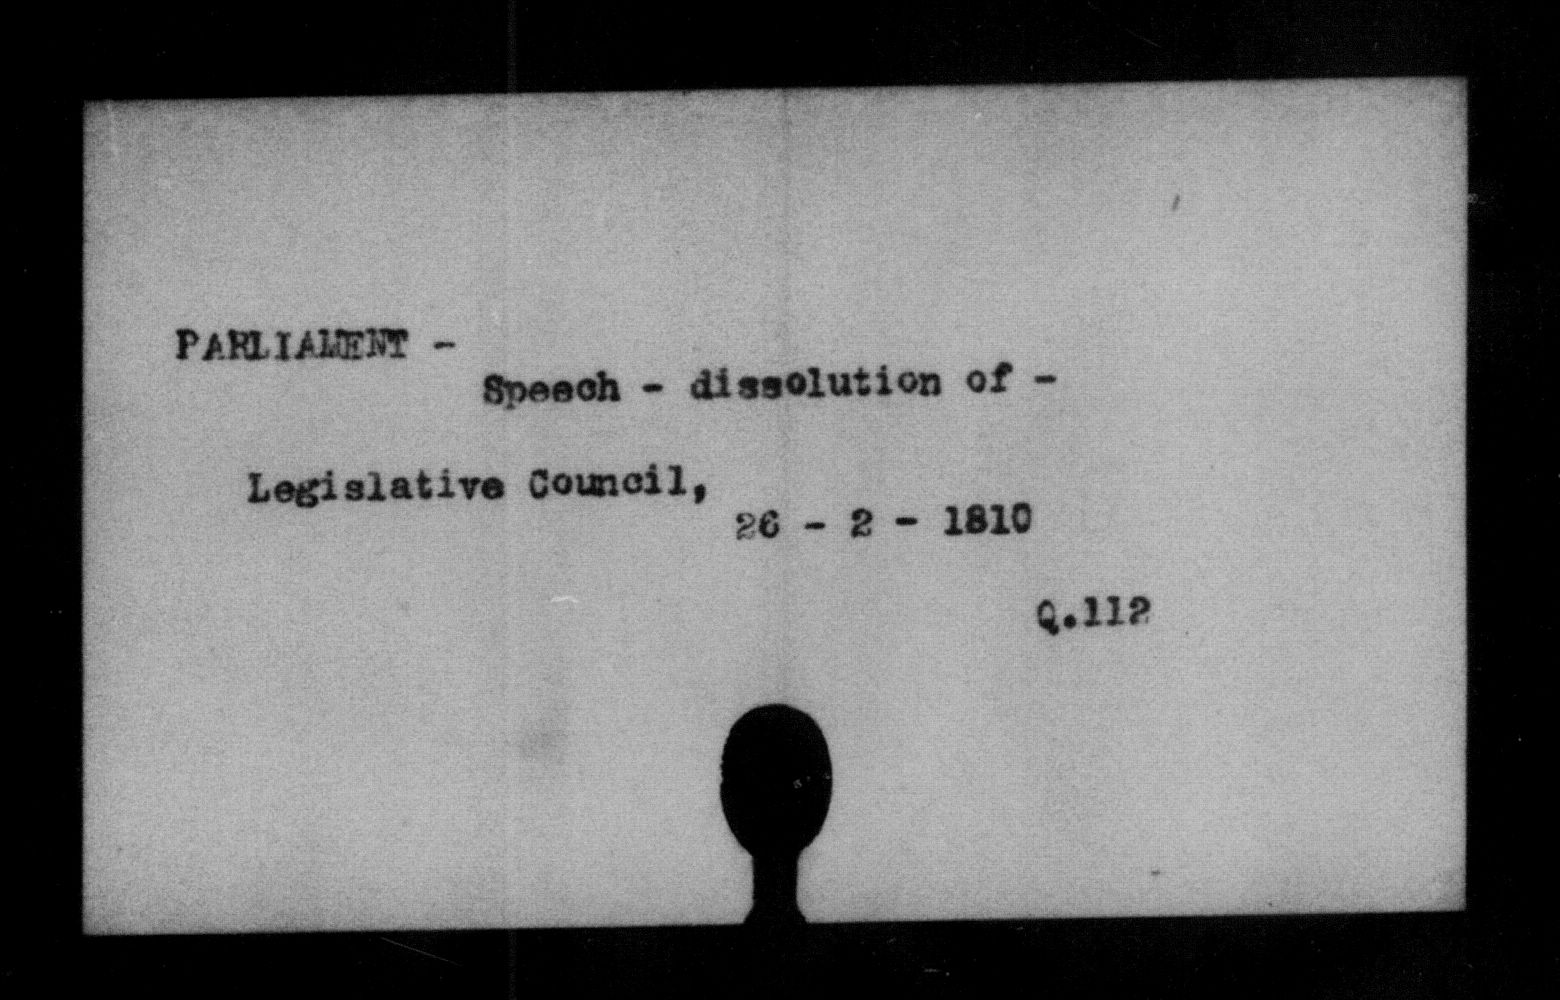 PARLIAMENT -
Speech - dissolution of -
Legislative Council,
26 - 2 - 1810
Q.112